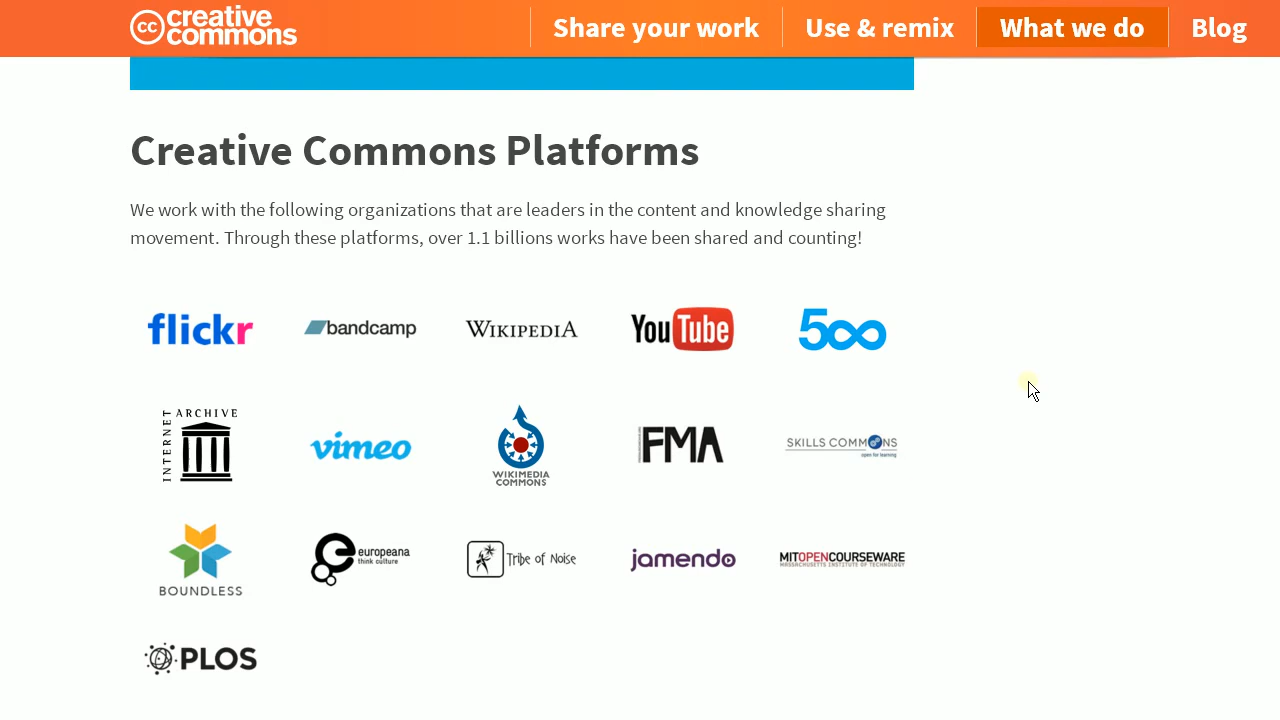 cc creative commons
Share your work
Use & remix
What we do
Blog
Creative Commons Platforms
We work with the following organizations that are leaders in the content and knowledge sharing
movement. Through these platforms, over 1.1 billions works have been shared and counting!
flickr
bandcamp
WIKIPEDIA
YouTube
500
INTERNET ARCHIVE
vimeo
WIKIMEDIA
COMMONS
FMA
SKILLS COMMONS
open for learning
BOUNDLESS
europeana
think culture
Tribe of Noise
jamendo
MITOPENCOURSEWARE
MASSACHUSETTS INSTITUTE OF TECHNOLOGY
PLOS